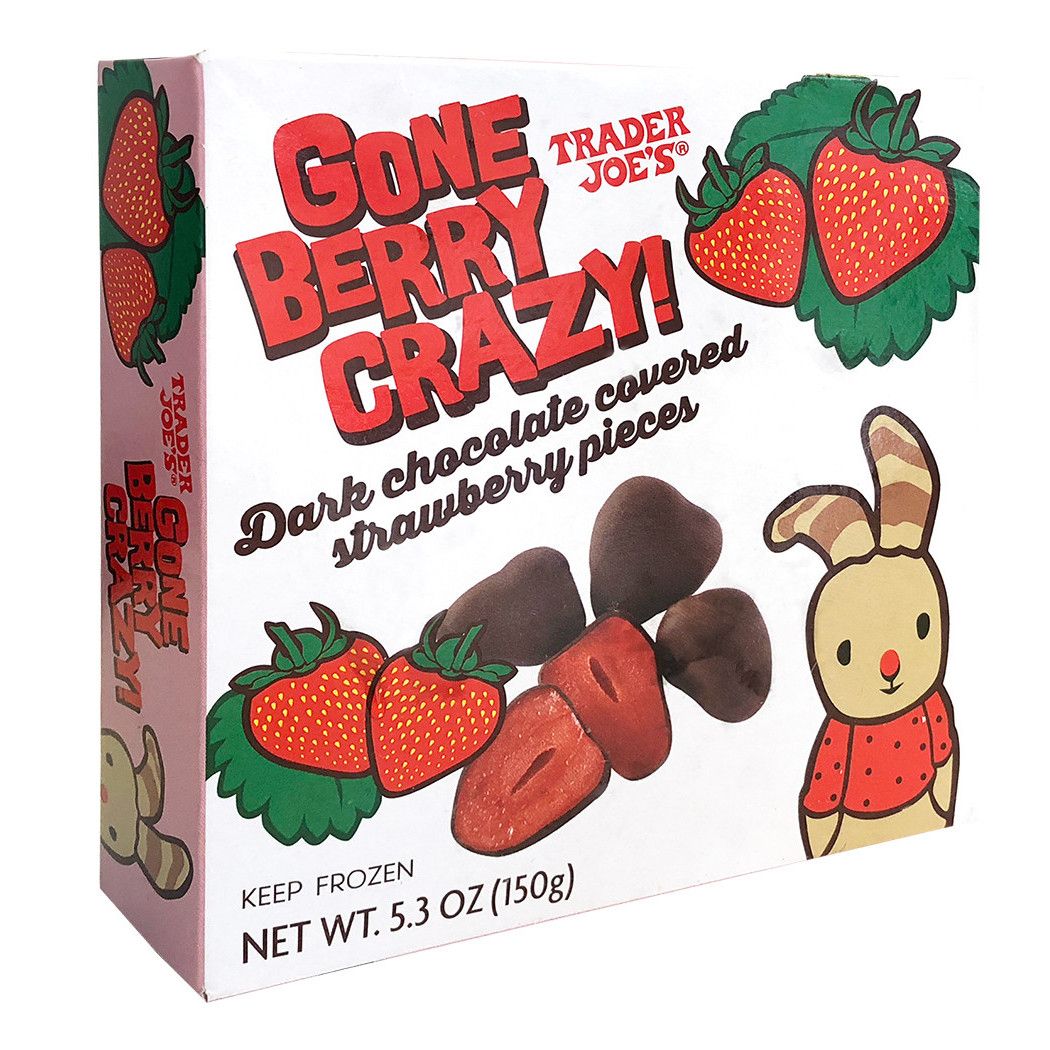 GONE
BERRY
CRAZY!
TRADER
JOE'S®
Dark chocolate covered
strawberry pieces
KEEP FROZEN
NET WT. 5.3 OZ (150g)
TRADER
JOE'S®
GONE
BERRY
CRAZY!